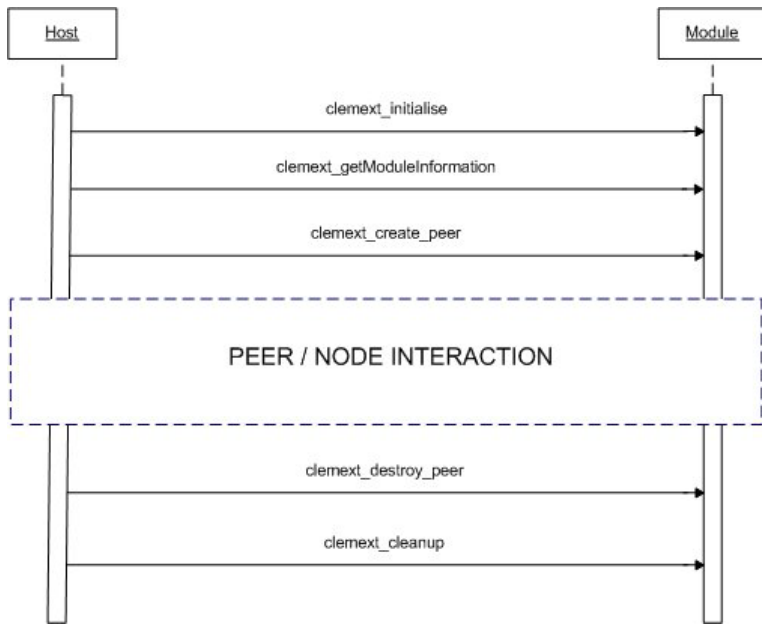 Host
Module
clemext_initialise
clemext_getModuleInformation
clemext_create_peer
PEER / NODE INTERACTION
clemext_destroy_peer
clemext_cleanup